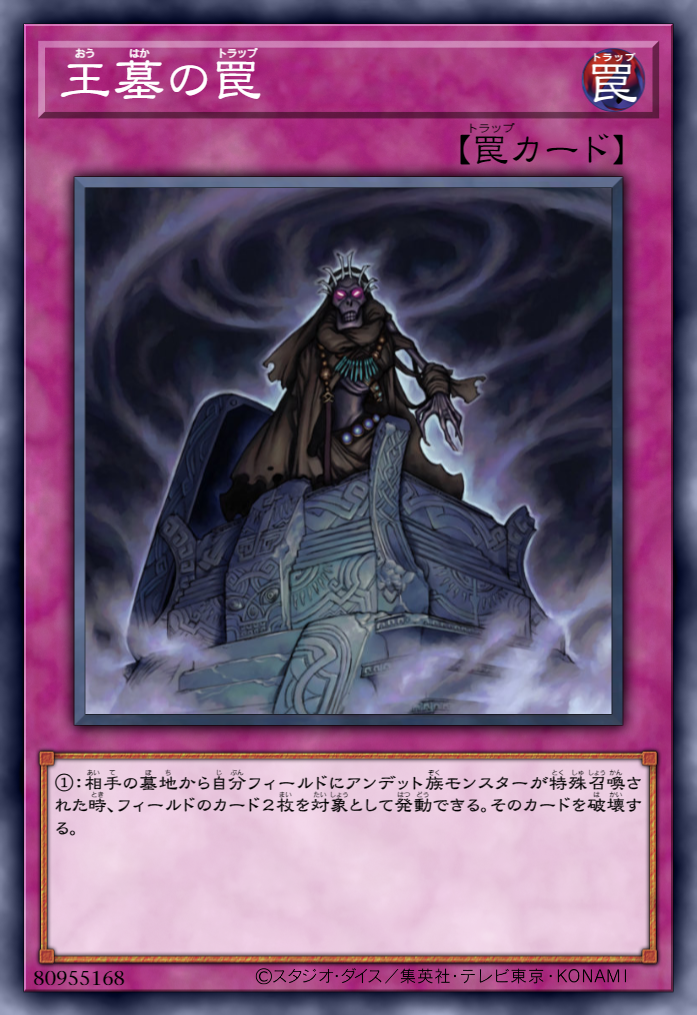 王墓の罠
罠
【罠カード】
①：相手の墓地から自分フィールドにアンデット族モンスターが特殊召喚さ
れた時、フィールドのカード２枚を対象として発動できる。そのカードを破壊す
る。
80955168 ©スタジオ・ダイス／集英社・テレビ東京・KONAMI